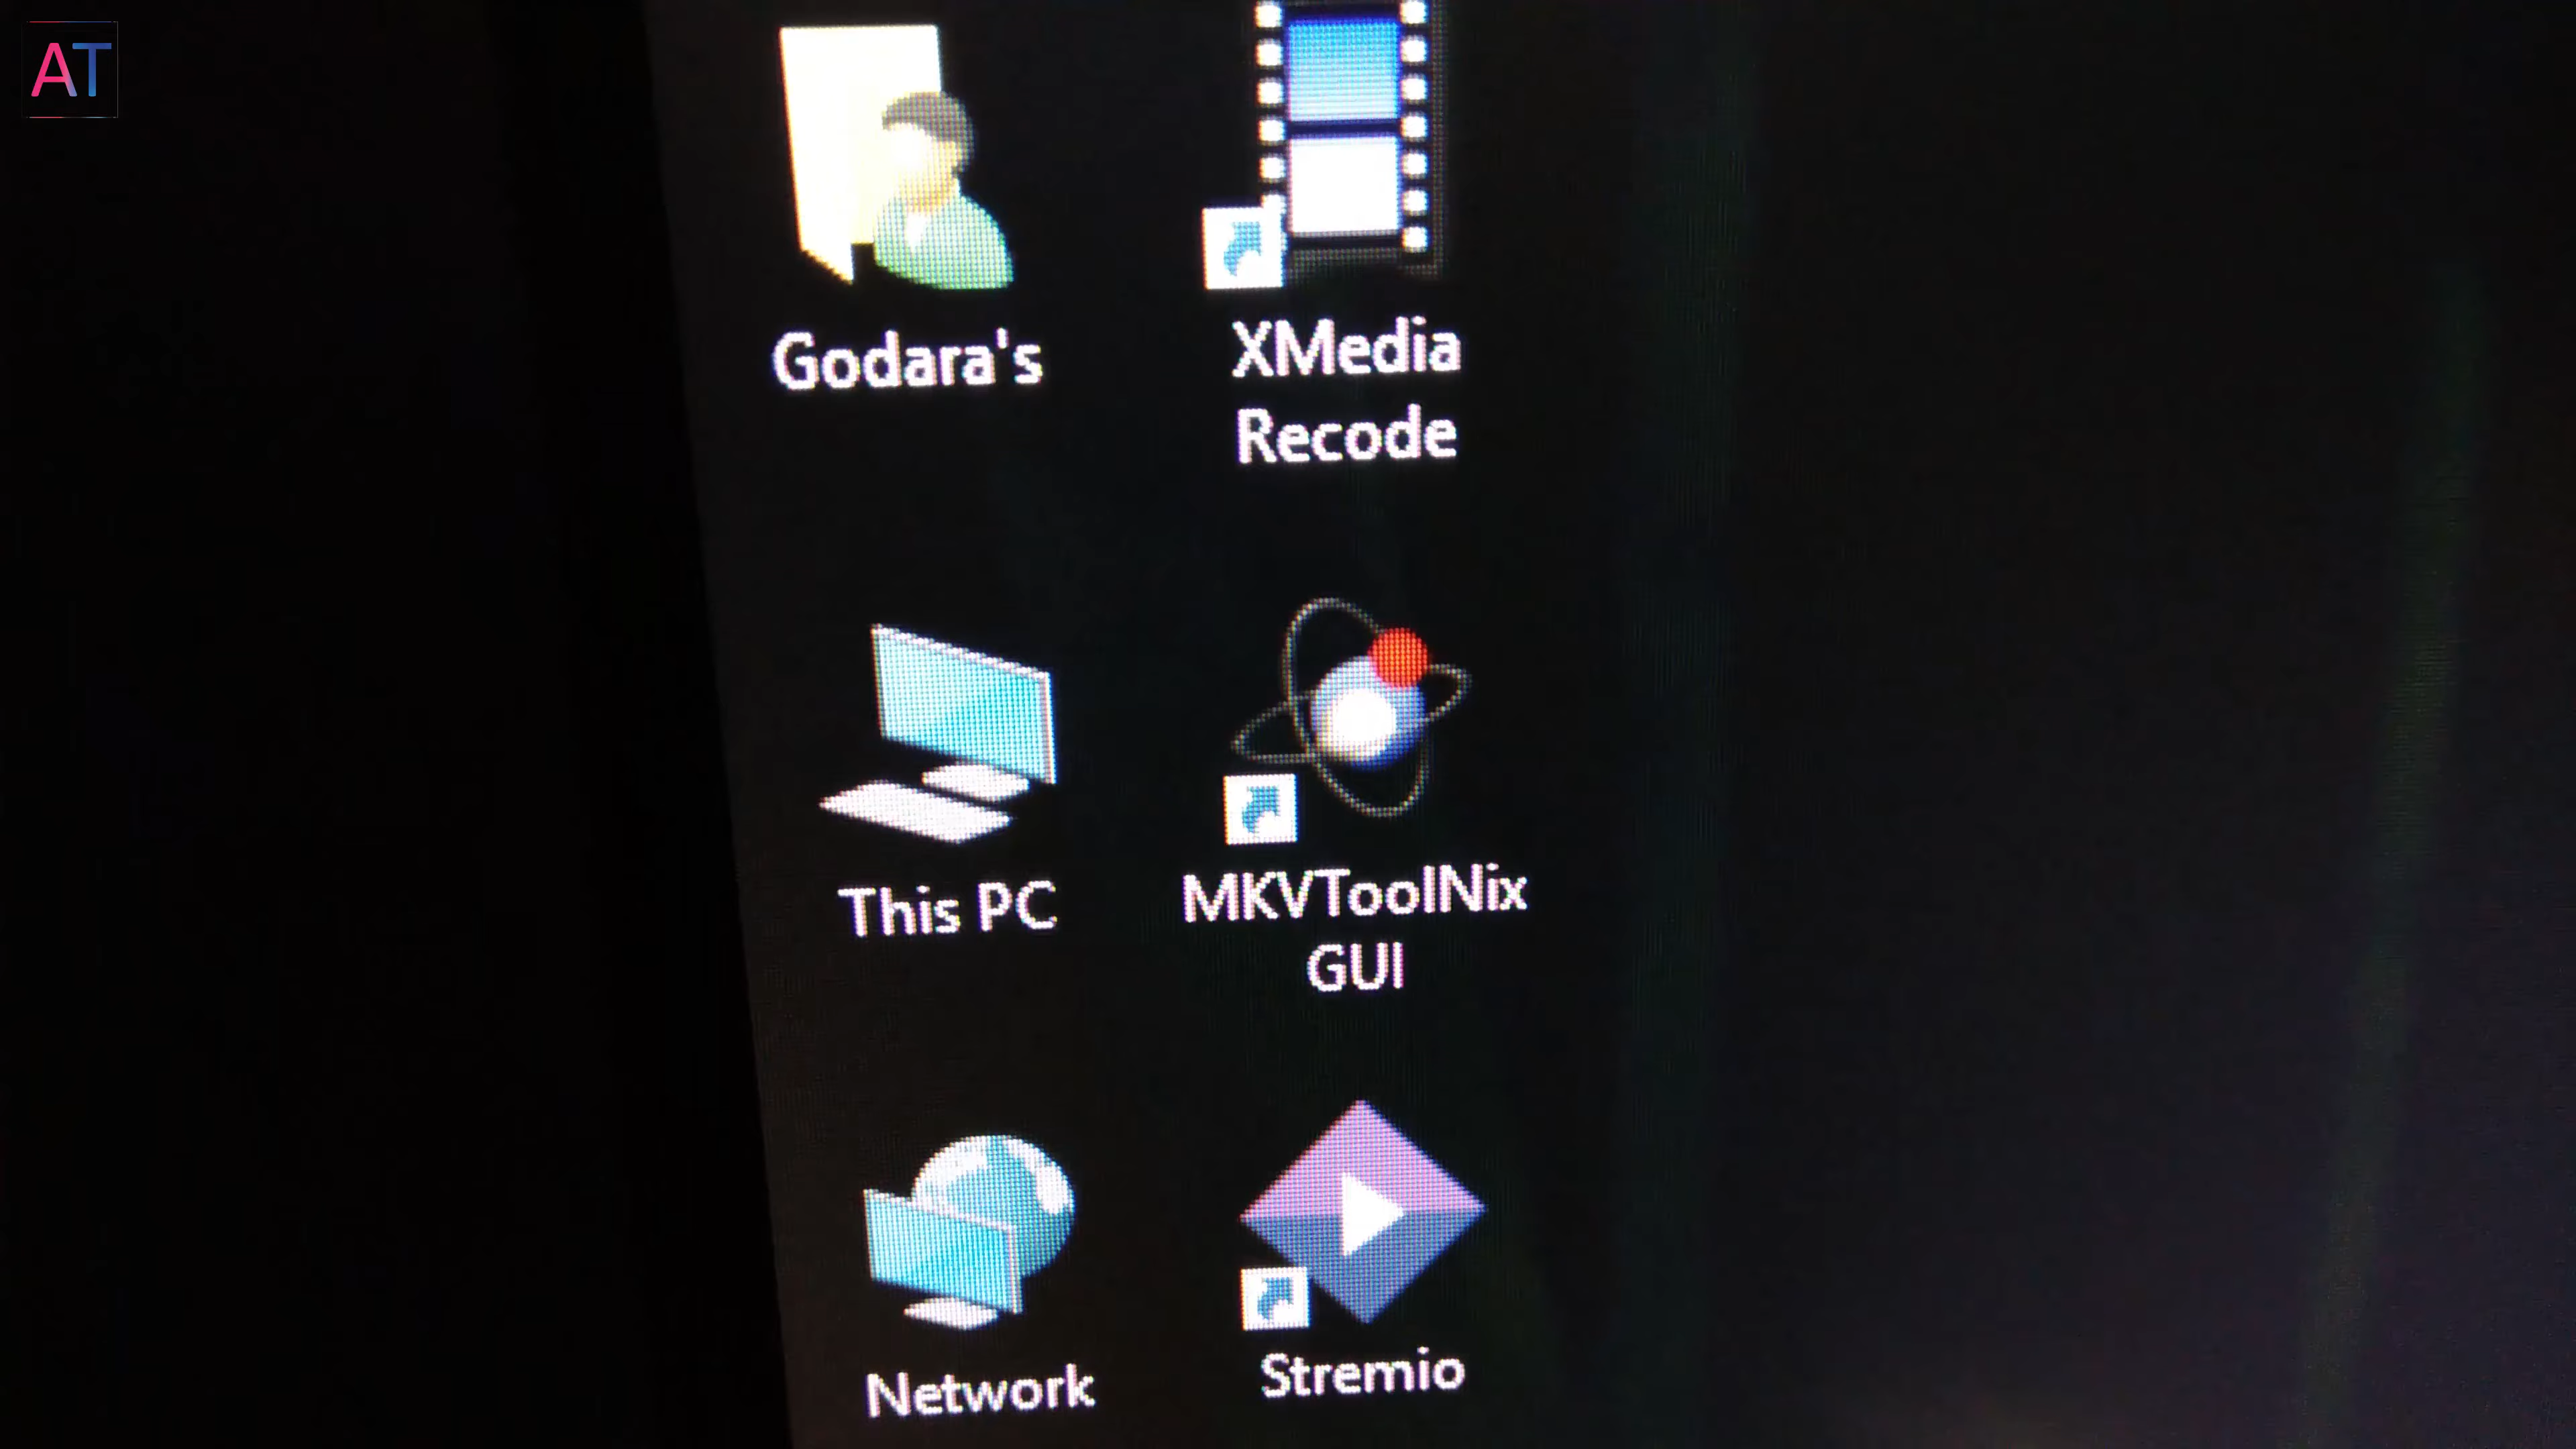 AT
Godara's
XMedia
Recode
This PC
MKVToolNix
GUI
Network
Stremio